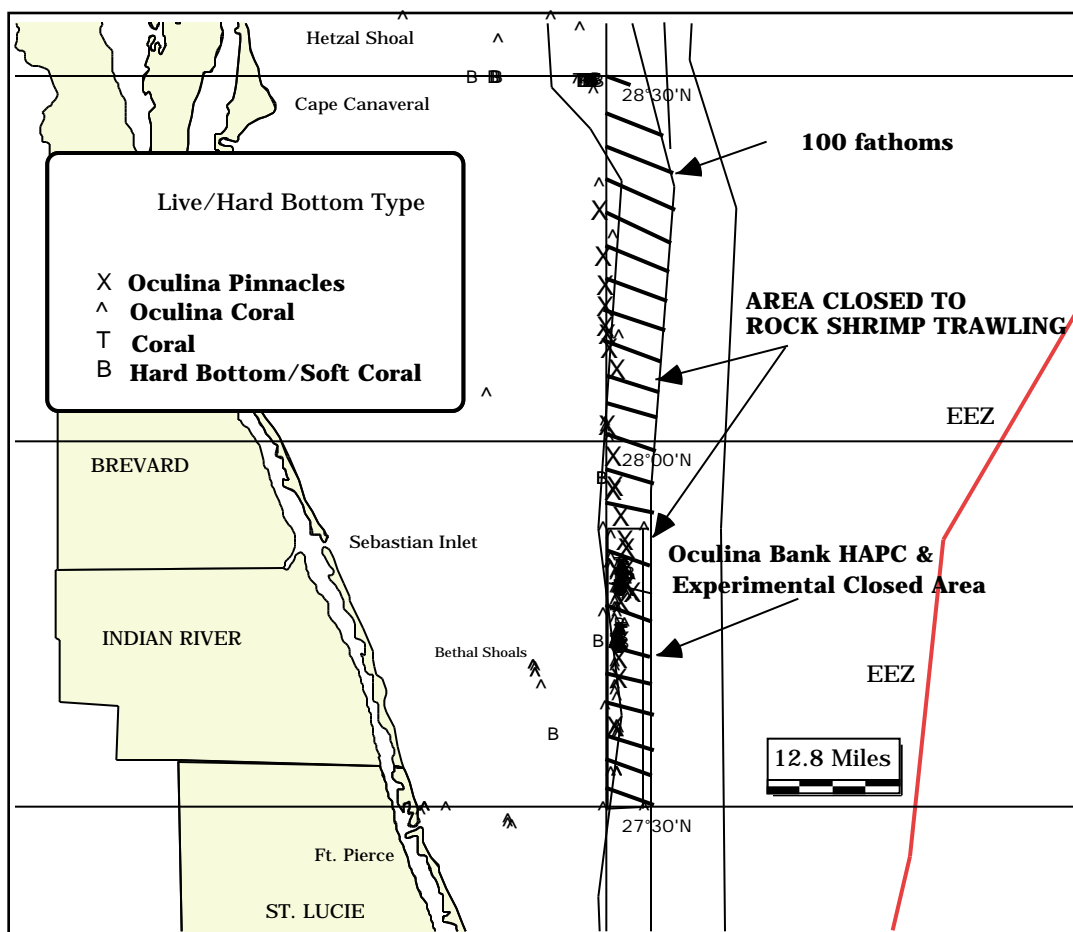 Hetzal Shoal
28°30'N
Cape Canaveral
100 fathoms
Live/Hard Bottom Type
X Oculina Pinnacles
^ Oculina Coral
T Coral
B Hard Bottom/Soft Coral
AREA CLOSED TO
ROCK SHRIMP TRAWLING
EEZ
28°00'N
BREVARD
Sebastian Inlet
Oculina Bank HAPC &
Experimental Closed Area
INDIAN RIVER
Bethal Shoals
EEZ
12.8 Miles
27°30'N
Ft. Pierce
ST. LUCIE